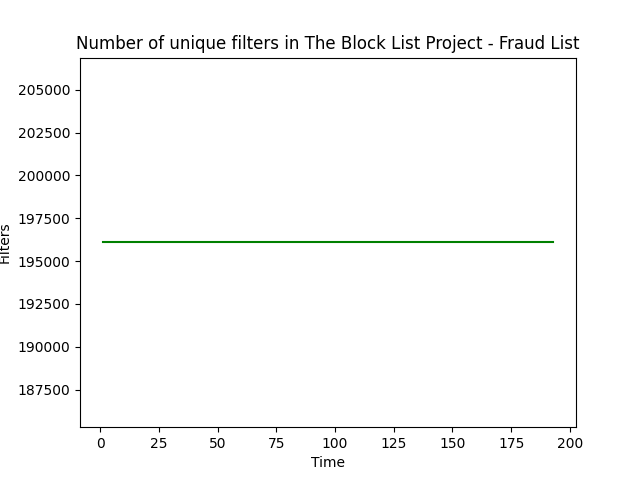 Number of unique filters in The Block List Project - Fraud List
205000
202500
200000
197500
195000
192500
190000
187500
Filters
0 25 50 75 100 125 150 175 200
Time